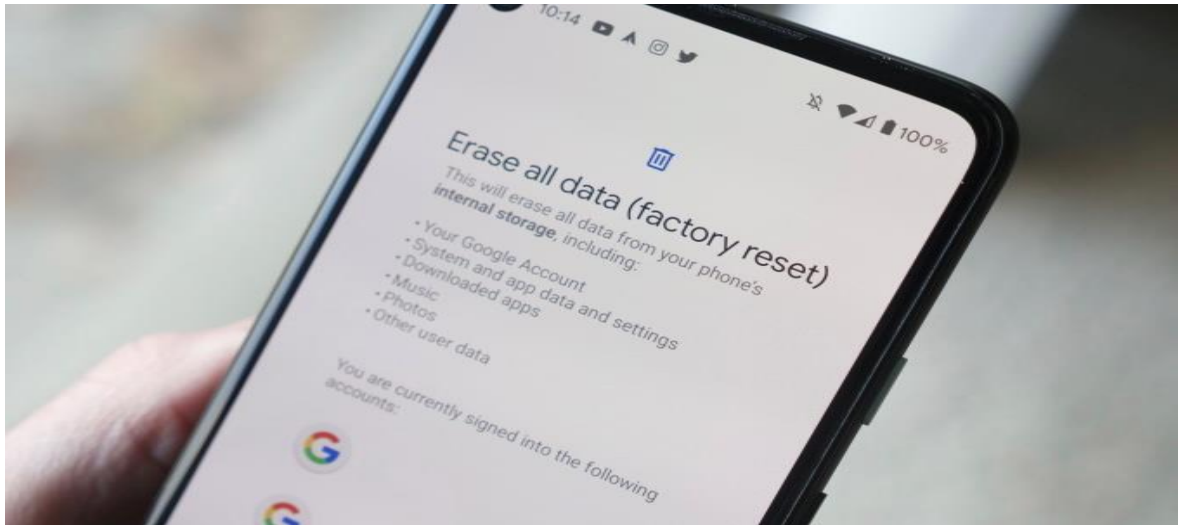 10:14
100%
Erase all data (factory reset)
This will erase all data from your phone's
internal storage, including:
• Your Google Account
• System and app data and settings
• Downloaded apps
• Music
• Photos
• Other user data
You are currently signed into the following
accounts: